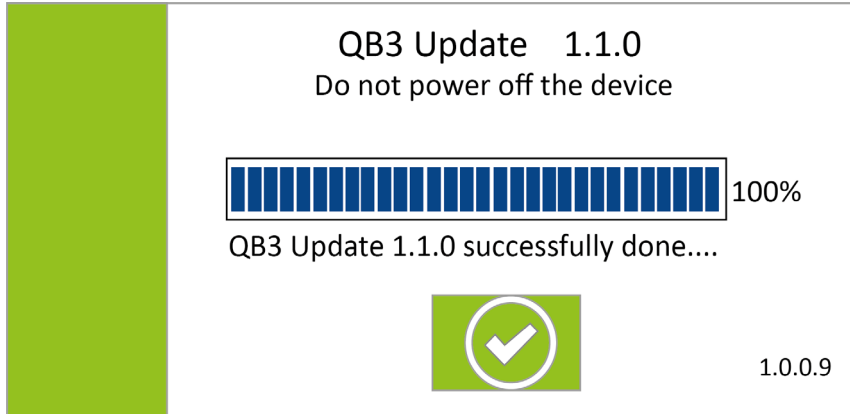 QB3 Update 1.1.0
Do not power off the device
100%
QB3 Update 1.1.0 successfully done....
1.0.0.9